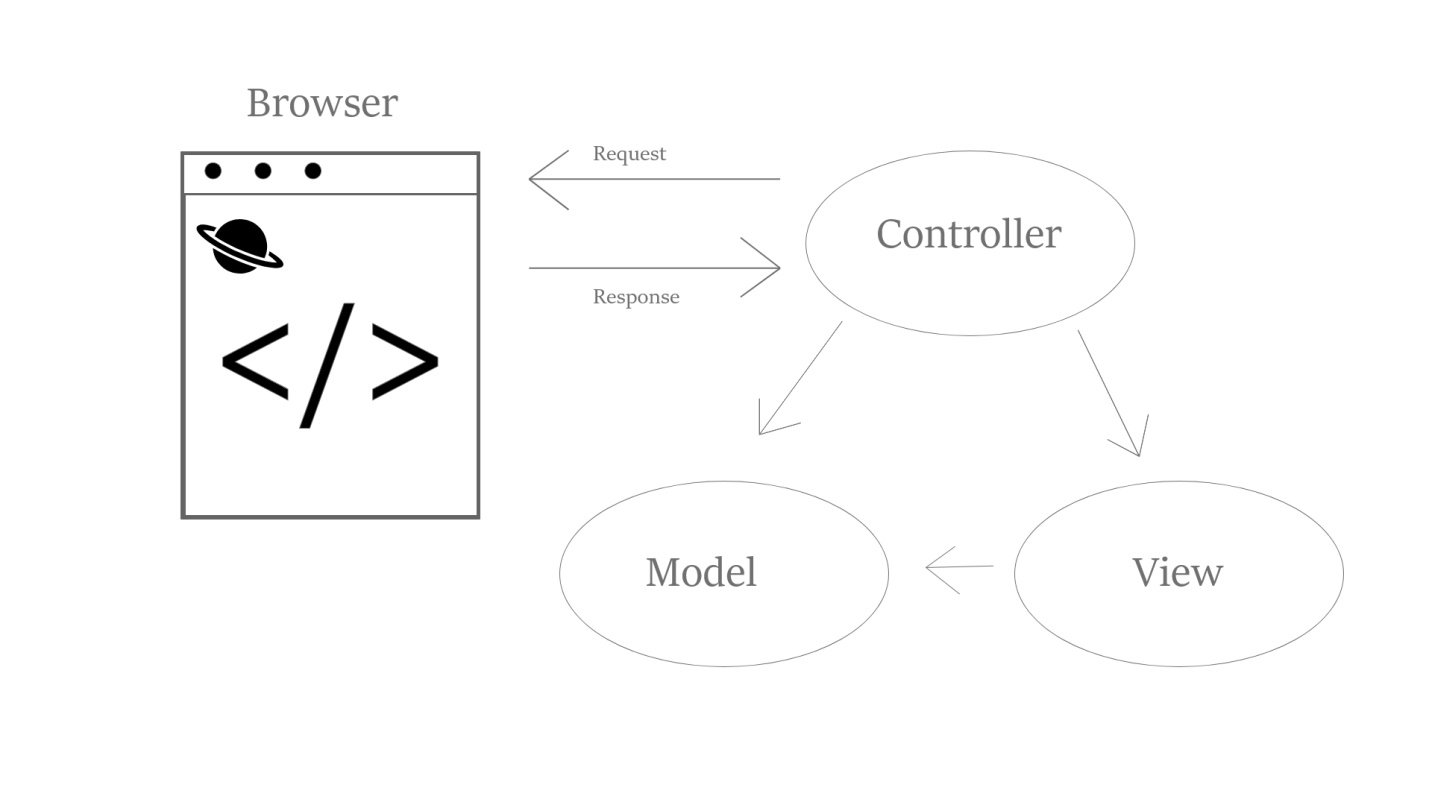 Browser
Request
Controller
Response
Model
View